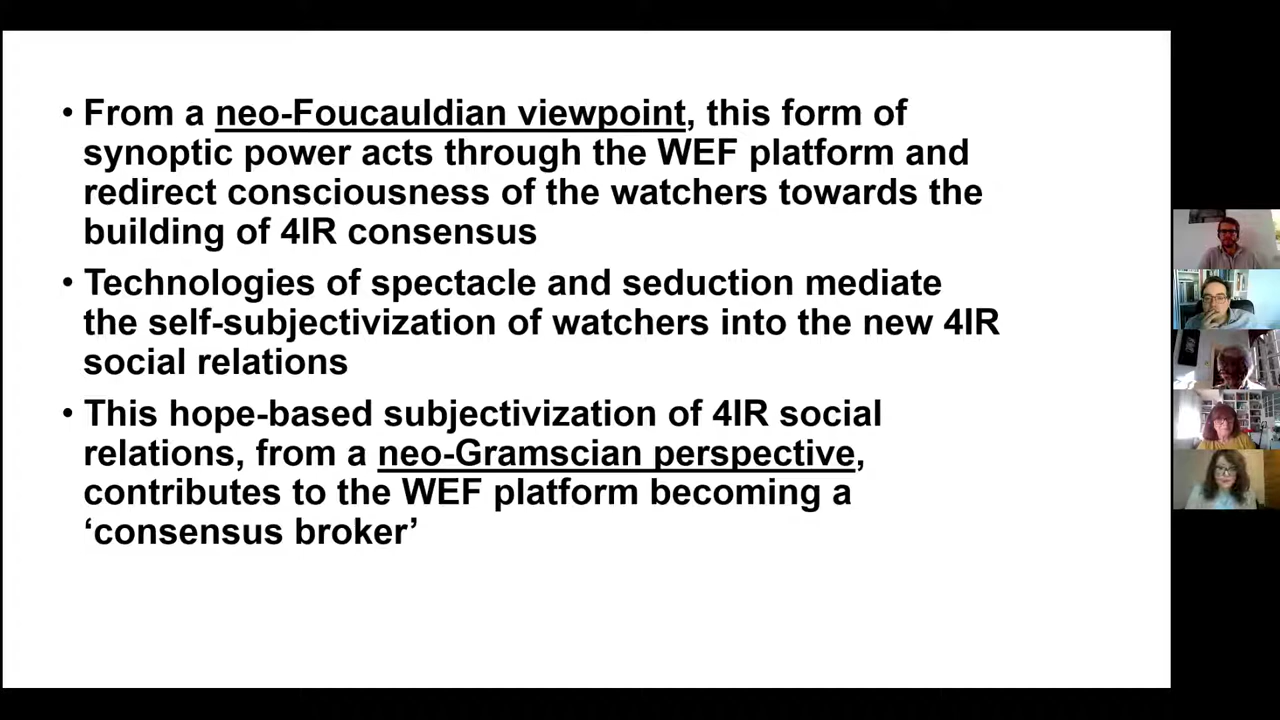 • From a neo-Foucauldian viewpoint, this form of
synoptic power acts through the WEF platform and
redirect consciousness of the watchers towards the
building of 4IR consensus
• Technologies of spectacle and seduction mediate
the self-subjectivization of watchers into the new 4IR
social relations
• This hope-based subjectivization of 4IR social
relations, from a neo-Gramscian perspective,
contributes to the WEF platform becoming a
‘consensus broker’